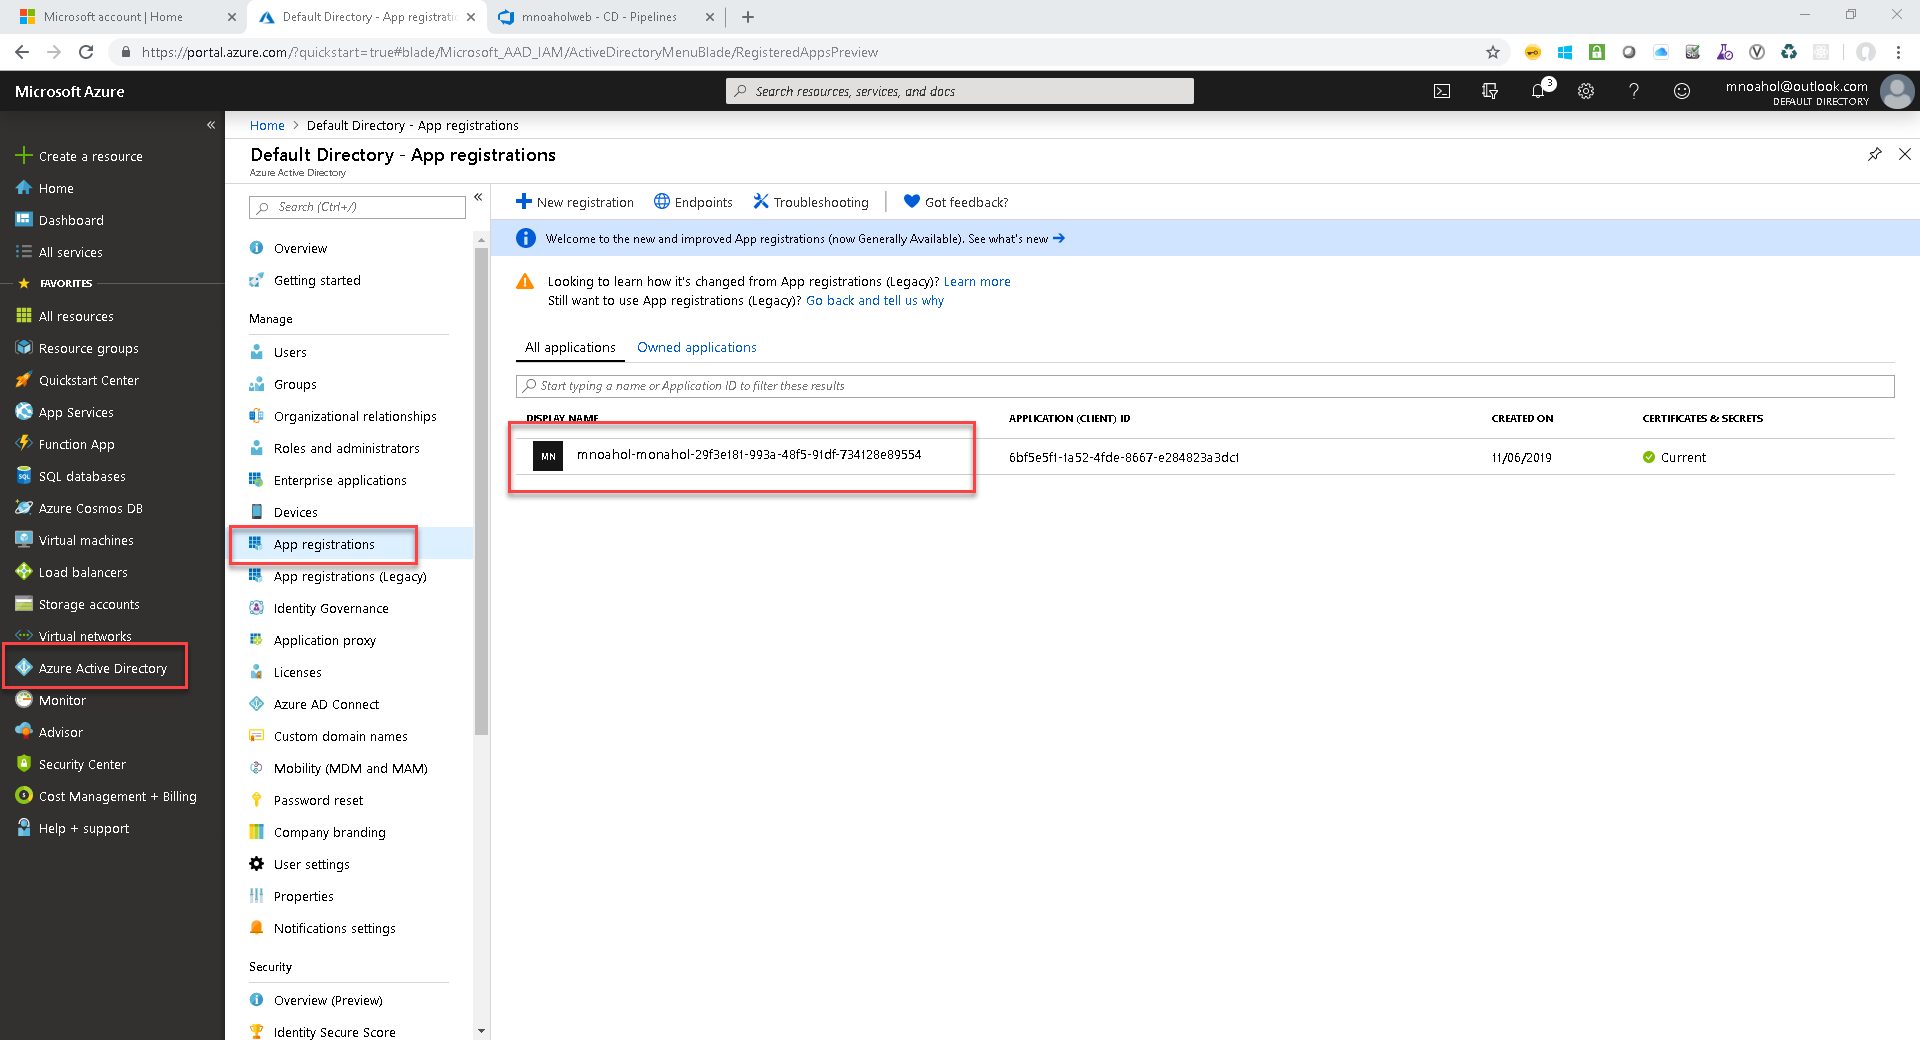 Microsoft account | Home
Default Directory - App registratio
mnoaholweb - CD - Pipelines
https://portal.azure.com/?quickstart=true#blade/Microsoft_AAD_IAM/ActiveDirectoryMenuBlade/RegisteredAppsPreview
Microsoft Azure
Search resources, services, and docs
3
mnoahol@outlook.com
DEFAULT DIRECTORY
Create a resource
Home
Dashboard
All services
FAVORITES
All resources
Resource groups
Quickstart Center
App Services
Function App
SQL databases
Azure Cosmos DB
Virtual machines
Load balancers
Storage accounts
Virtual networks
Azure Active Directory
Monitor
Advisor
Security Center
Cost Management + Billing
Help + support
Home > Default Directory - App registrations
Default Directory - App registrations
Azure Active Directory
Search (Ctrl+/)
Overview
Getting started
Manage
Users
Groups
Organizational relationships
Roles and administrators
Enterprise applications
Devices
App registrations
App registrations (Legacy)
Identity Governance
Application proxy
Licenses
Azure AD Connect
Custom domain names
Mobility (MDM and MAM)
Password reset
Company branding
User settings
Properties
Notifications settings
Security
Overview (Preview)
Identity Secure Score
New registration Endpoints Troubleshooting Got feedback?
Welcome to the new and improved App registrations (now Generally Available). See what's new
Looking to learn how it's changed from App registrations (Legacy)? Learn more
Still want to use App registrations (Legacy)? Go back and tell us why
All applications Owned applications
Start typing a name or Application ID to filter these results
DISPLAY NAME APPLICATION (CLIENT) ID CREATED ON CERTIFICATES & SECRETS
MN mnoahol-monahol-29f3e181-993a-48f5-91df-734128e89554 6bf5e5f1-1a52-4fde-8667-e284823a3dc1 11/06/2019 Current